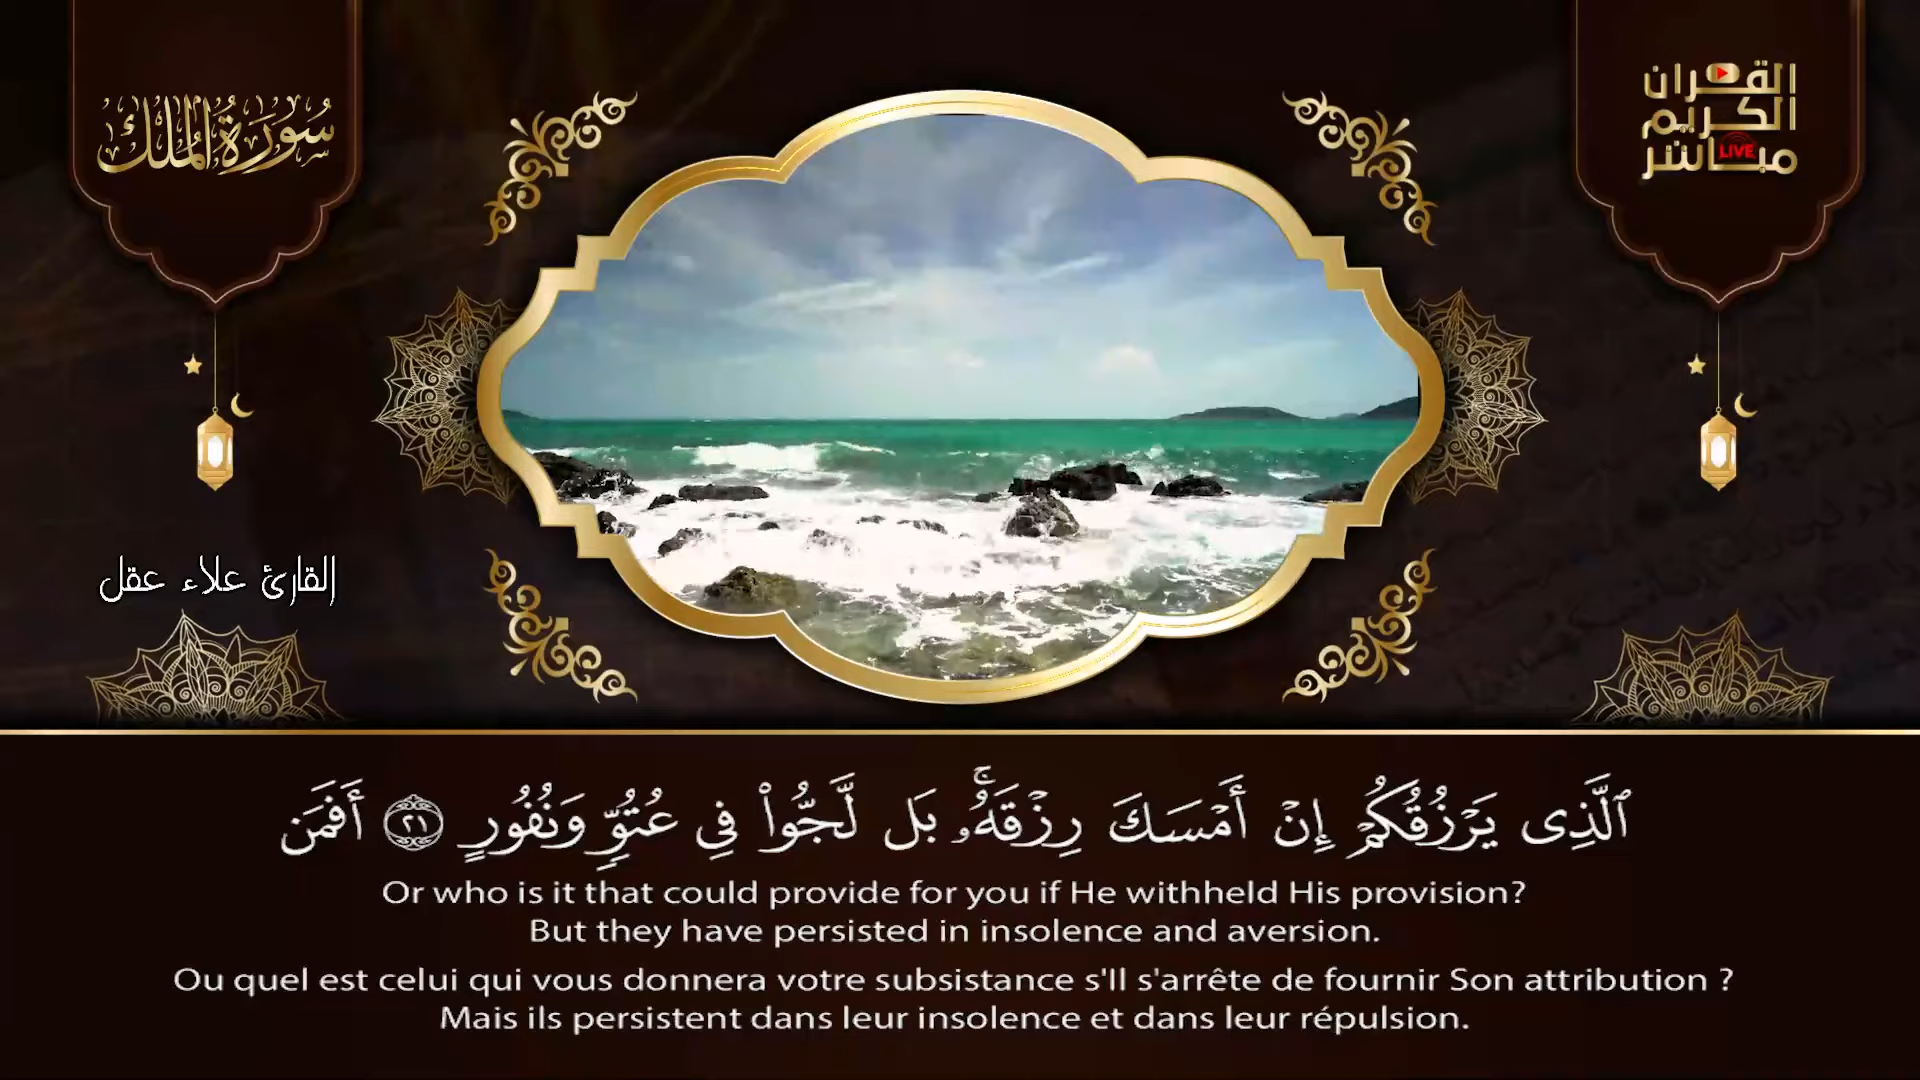 سُورَةُ المُلك
القرآن
الكريم
مباشر
LIVE
القارئ علاء عقل
ٱلَّذِى يَرْزُقُكُمْ إِنْ أَمْسَكَ رِزْقَهُۥۚ بَل لَّجُّوا۟ فِى عُتُوٍّ وَنُفُورٍ ٢١ أَفَمَن
Or who is it that could provide for you if He withheld His provision?
But they have persisted in insolence and aversion.
Ou quel est celui qui vous donnera votre subsistance s'Il s'arrête de fournir Son attribution ?
Mais ils persistent dans leur insolence et dans leur répulsion.